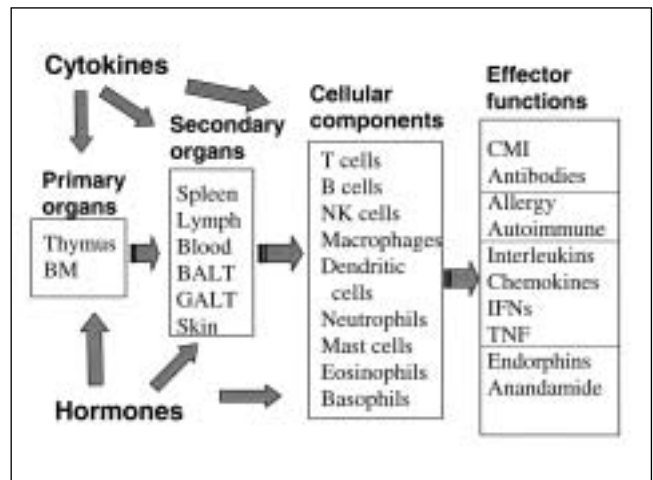 Cytokines
Primary
organs
Thymus
BM
Hormones
Secondary
organs
Spleen
Lymph
Blood
BALT
GALT
Skin
Cellular
components
T cells
B cells
NK cells
Macrophages
Dendritic
cells
Neutrophils
Mast cells
Eosinophils
Basophils
Effector
functions
CMI
Antibodies
Allergy
Autoimmune
Interleukins
Chemokines
IFNs
TNF
Endorphins
Anandamide